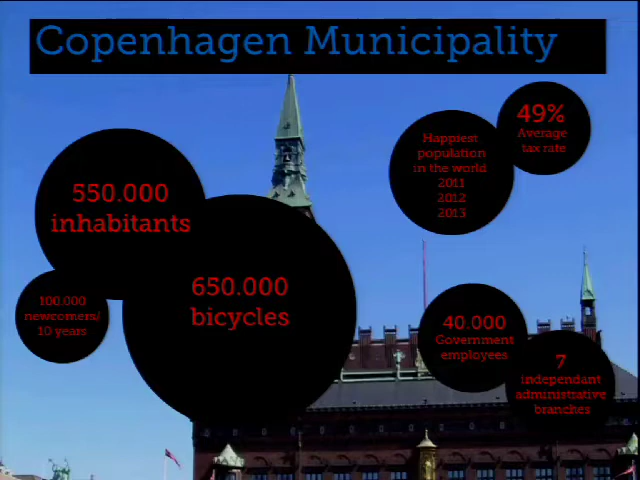 Copenhagen Municipality
49%
Average
tax rate
Happiest
population
in the world
2011
2012
2013
550.000
inhabitants
650.000
bicycles
100.000
newcomers/
10 years
40.000
Government
employees
7
independant
administrative
branches